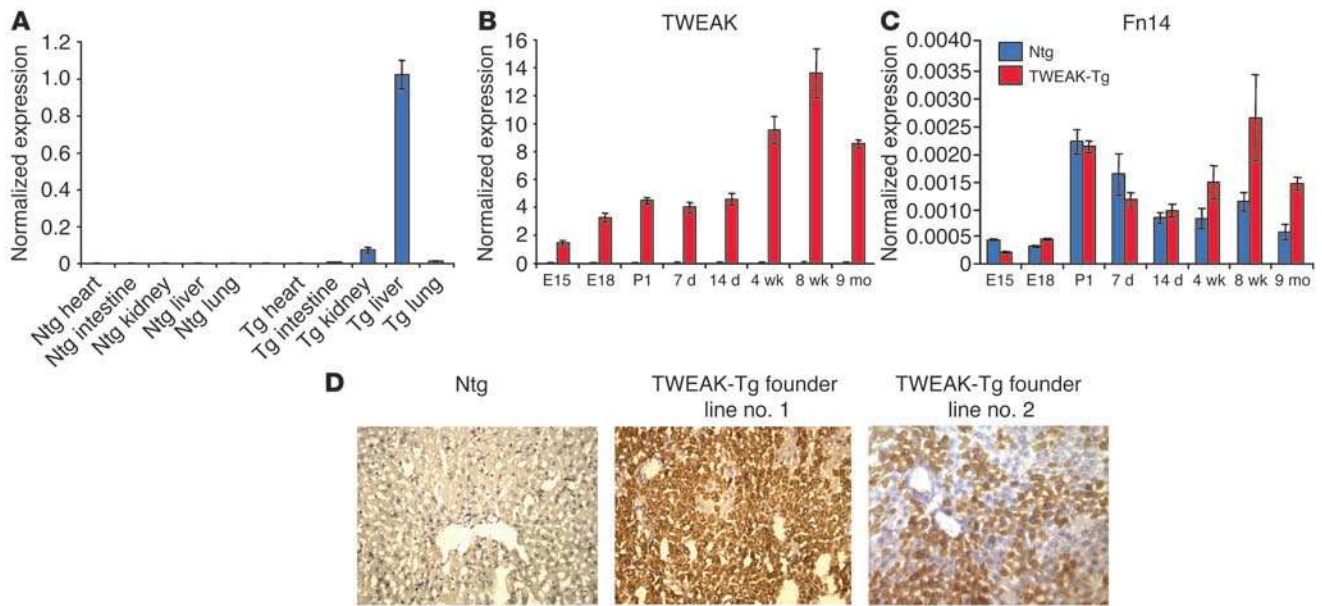 A
Normalized expression
1.2
1.0
0.8
0.6
0.4
0.2
0
Ntg heart
Ntg intestine
Ntg kidney
Ntg liver
Ntg lung
Tg heart
Tg intestine
Tg kidney
Tg liver
Tg lung
B
TWEAK
Normalized expression
16
14
12
10
8
6
4
2
0
E15 E18 P1 7 d 14 d 4 wk 8 wk 9 mo
C
Fn14
Normalized expression
0.0040
0.0035
0.0030
0.0025
0.0020
0.0015
0.0010
0.0005
0
Ntg
TWEAK-Tg
E15 E18 P1 7 d 14 d 4 wk 8 wk 9 mo
D
Ntg
TWEAK-Tg founder
line no. 1
TWEAK-Tg founder
line no. 2